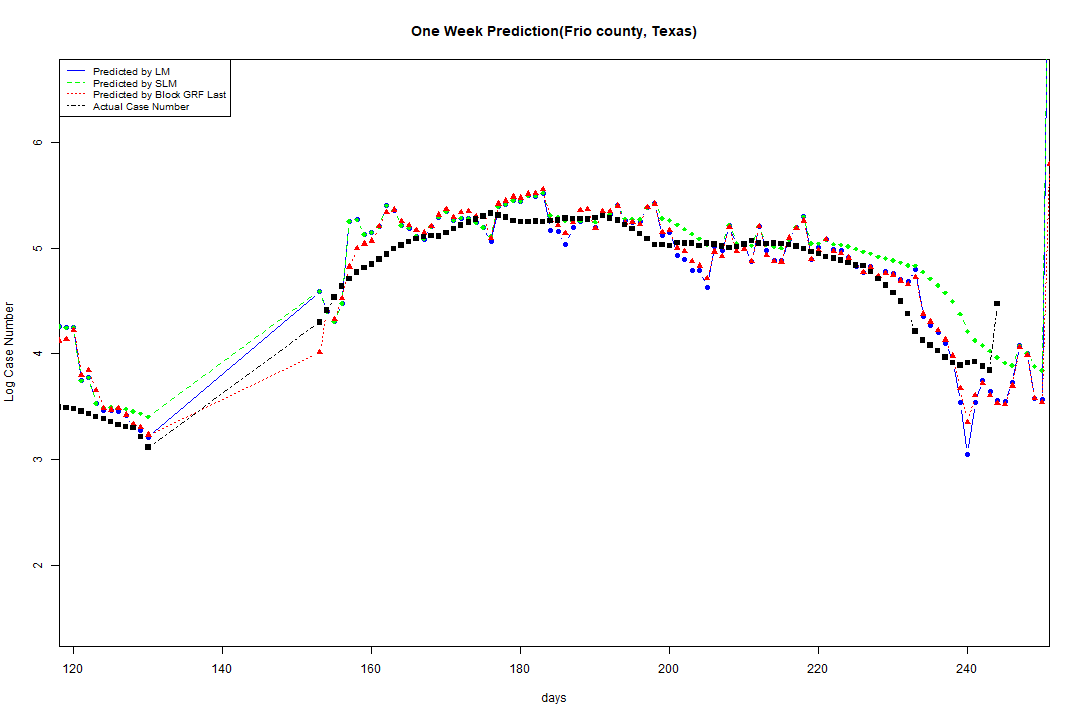 One Week Prediction(Frio county, Texas)
Predicted by LM
Predicted by SLM
Predicted by Block GRF Last
Actual Case Number
Log Case Number
6
5
4
3
2
120 140 160 180 200 220 240
days